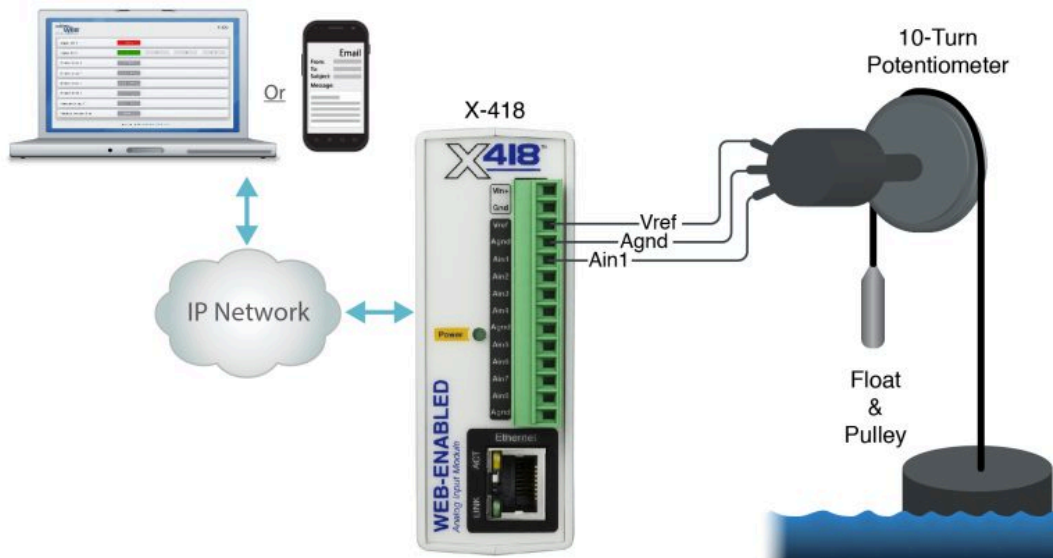 Email
From:
To:
Subject:
Message:
Or
IP Network
X-418
X418™
Vin+
Gnd
Vref
Agnd
Ain1
Ain2
Ain3
Ain4
Agnd
Ain5
Ain6
Ain7
Ain8
Agnd
Power
WEB-ENABLED
Analog Input Module
Ethernet
ACT
LINK
Vref
Agnd
Ain1
10-Turn
Potentiometer
Float
&
Pulley